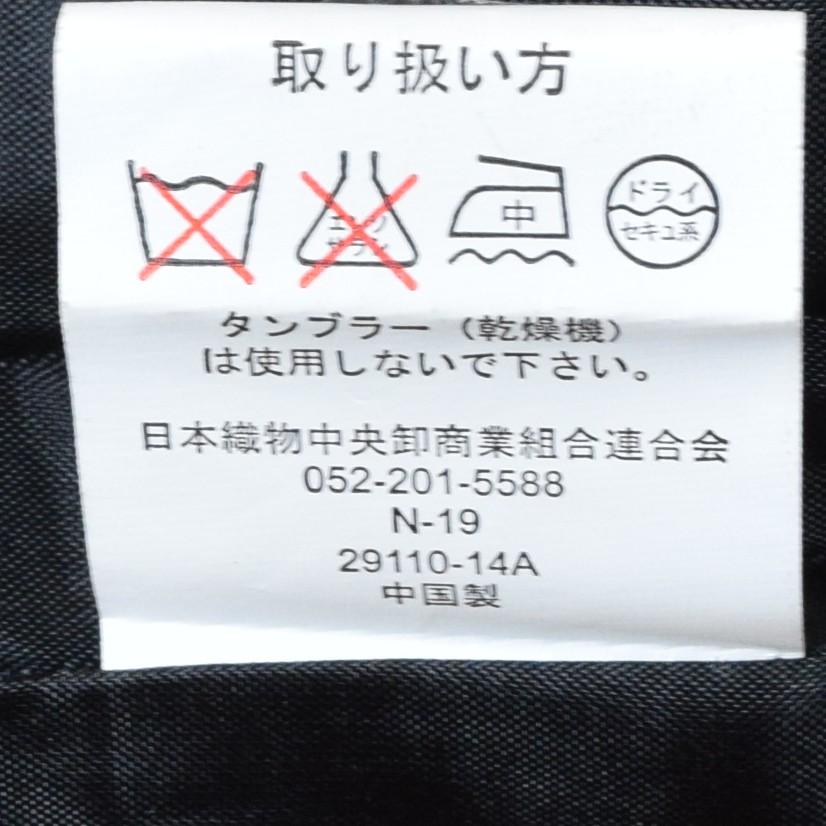 取り扱い方
中
ドライ
セキユ系
エンソ
サラシ
タンブラー（乾燥機）
は使用しないで下さい。
日本織物中央卸商業組合連合会
052-201-5588
N-19
29110-14A
中国製